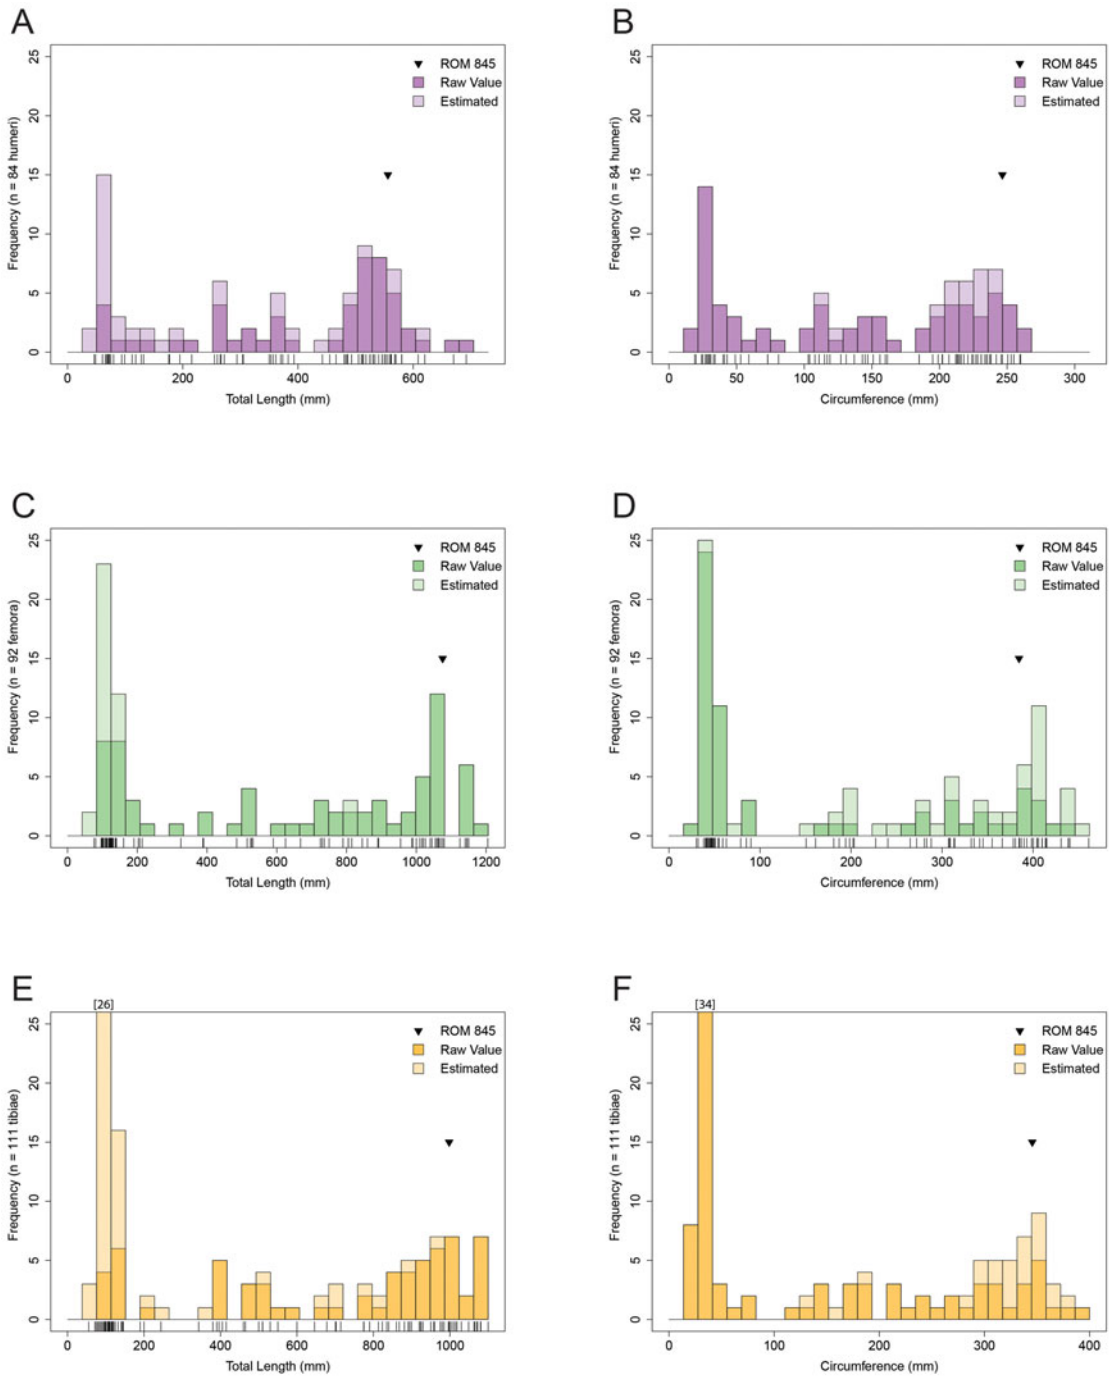 A
Frequency (n = 84 humeri)
25
20
15
10
5
0
ROM 845
Raw Value
Estimated
0 200 400 600
Total Length (mm)
B
Frequency (n = 84 humeri)
25
20
15
10
5
0
ROM 845
Raw Value
Estimated
0 50 100 150 200 250 300
Circumference (mm)
C
Frequency (n = 92 femora)
25
20
15
10
5
0
ROM 845
Raw Value
Estimated
0 200 400 600 800 1000 1200
Total Length (mm)
D
Frequency (n = 92 femora)
25
20
15
10
5
0
ROM 845
Raw Value
Estimated
0 100 200 300 400
Circumference (mm)
E
[26]
Frequency (n = 111 tibiae)
25
20
15
10
5
0
ROM 845
Raw Value
Estimated
0 200 400 600 800 1000
Total Length (mm)
F
[34]
Frequency (n = 111 tibiae)
25
20
15
10
5
0
ROM 845
Raw Value
Estimated
0 100 200 300 400
Circumference (mm)